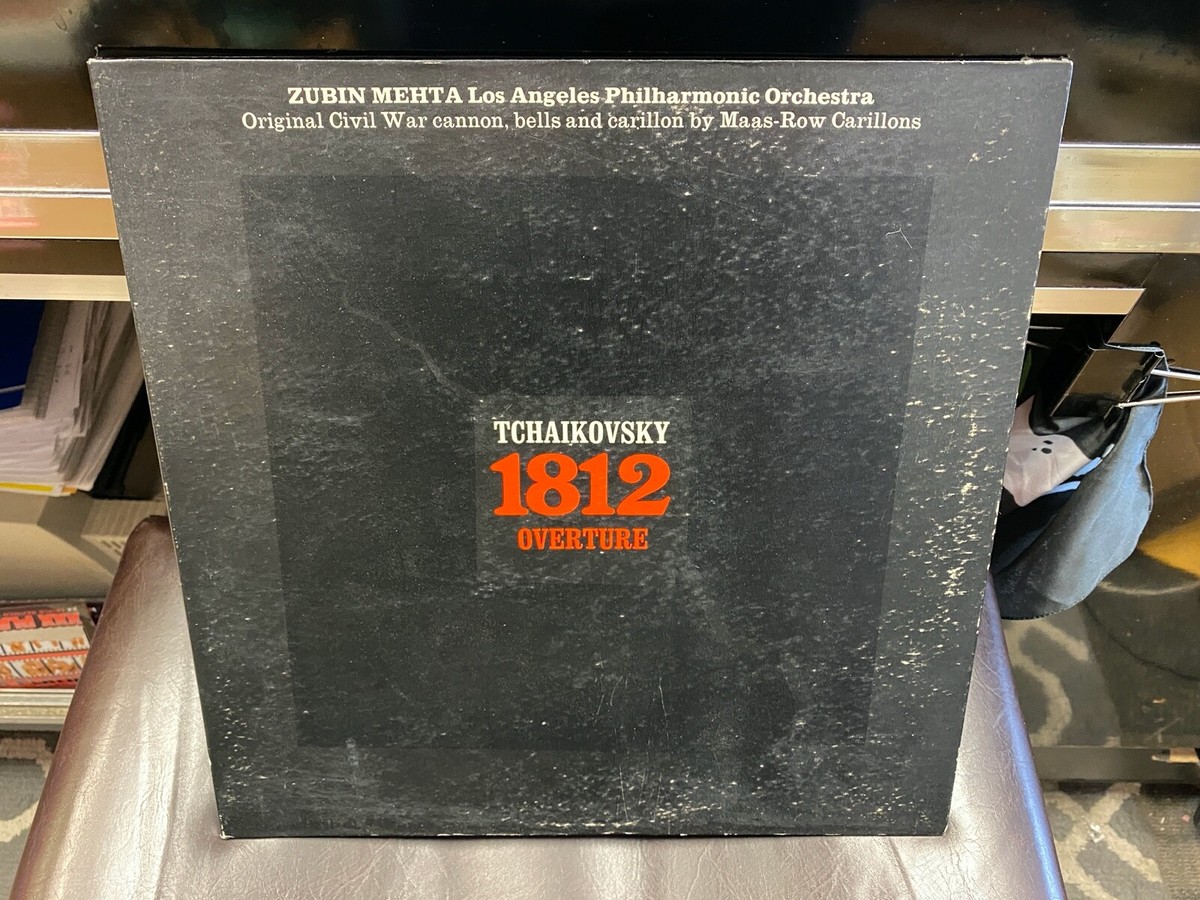 ZUBIN MEHTA Los Angeles Philharmonic Orchestra
Original Civil War cannon, bells and carillon by Maas-Row Carillons
TCHAIKOVSKY
1812
OVERTURE